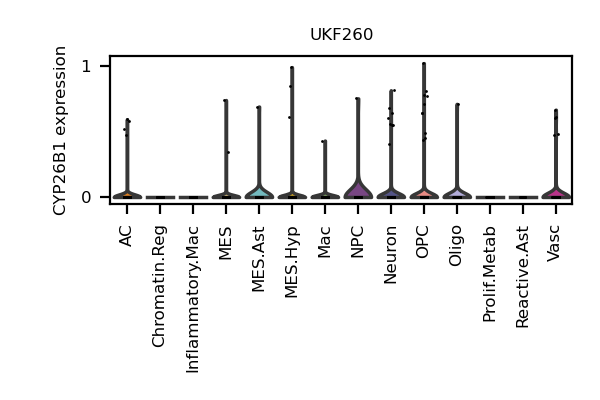 UKF260
CYP26B1 expression
1
0
AC
Chromatin.Reg
Inflammatory.Mac
MES
MES.Ast
MES.Hyp
Mac
NPC
Neuron
OPC
Oligo
Prolif.Metab
Reactive.Ast
Vasc